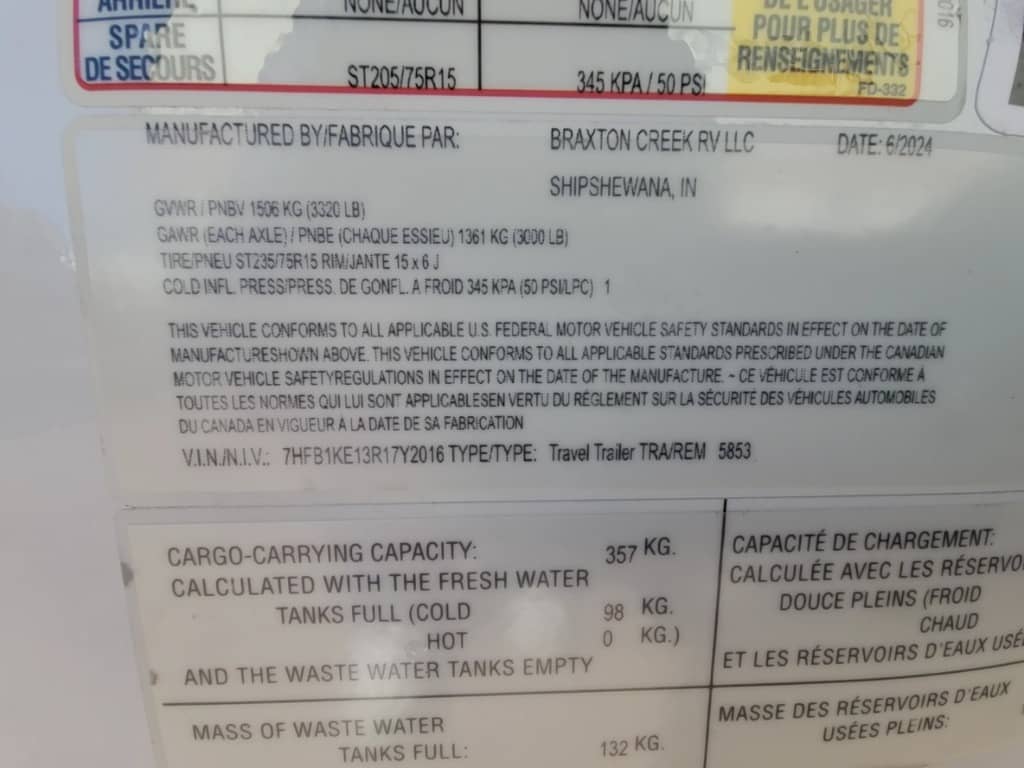 ARRIÈRE NONE/AUCUN NONE/AUCUN DE L'USAGER
SPARE POUR PLUS DE
DE SECOURS ST205/75R15 345 KPA / 50 PSI RENSEIGNEMENTS
FD-332
MANUFACTURED BY/FABRIQUE PAR: BRAXTON CREEK RV LLC DATE: 6/2024
SHIPSHEWANA, IN
GVWR / PNBV 1506 KG (3320 LB)
GAWR (EACH AXLE) / PNBE (CHAQUE ESSIEU) 1361 KG (3000 LB)
TIRE/PNEU ST235/75R15 RIM/JANTE 15 x 6 J
COLD INFL. PRESS/PRESS. DE GONFL. A FROID 345 KPA (50 PSI/LPC) 1
THIS VEHICLE CONFORMS TO ALL APPLICABLE U.S. FEDERAL MOTOR VEHICLE SAFETY STANDARDS IN EFFECT ON THE DATE OF
MANUFACTURESHOWN ABOVE. THIS VEHICLE CONFORMS TO ALL APPLICABLE STANDARDS PRESCRIBED UNDER THE CANADIAN
MOTOR VEHICLE SAFETYREGULATIONS IN EFFECT ON THE DATE OF THE MANUFACTURE. ~ CE VÉHICULE EST CONFORME À
TOUTES LES NORMES QUI LUI SONT APPLICABLESEN VERTU DU RÉGLEMENT SUR LA SÉCURITÉ DES VÉHICULES AUTOMOBILES
DU CANADA EN VIGUEUR À LA DATE DE SA FABRICATION
V.I.N./N.I.V.: 7HFB1KE13R17Y2016 TYPE/TYPE: Travel Trailer TRA/REM 5853
CARGO-CARRYING CAPACITY: 357 KG.
CALCULATED WITH THE FRESH WATER
TANKS FULL (COLD 98 KG.
HOT 0 KG.)
AND THE WASTE WATER TANKS EMPTY
MASS OF WASTE WATER
TANKS FULL: 132 KG.
CAPACITÉ DE CHARGEMENT:
CALCULÉE AVEC LES RÉSERVO
DOUCE PLEINS (FROID
CHAUD
ET LES RÉSERVOIRS D'EAUX USÉE
MASSE DES RÉSERVOIRS D'EAUX
USÉES PLEINS: